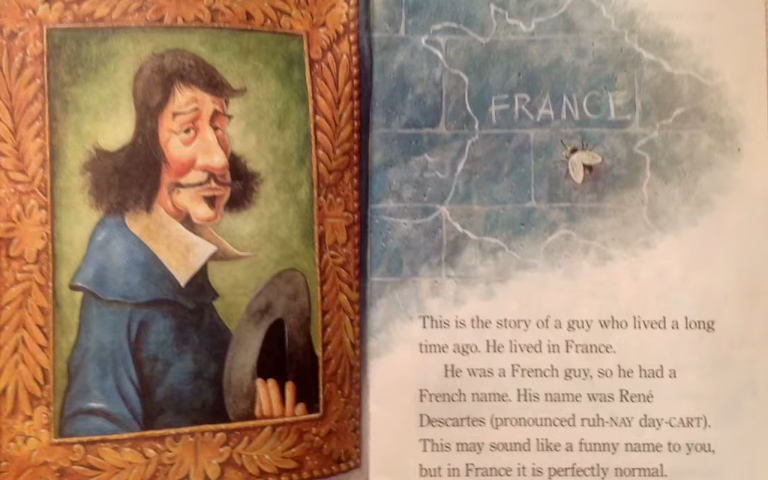 FRANCE
This is the story of a guy who lived a long
time ago. He lived in France.
He was a French guy, so he had a
French name. His name was René
Descartes (pronounced ruh-NAY day-CART).
This may sound like a funny name to you,
but in France it is perfectly normal.